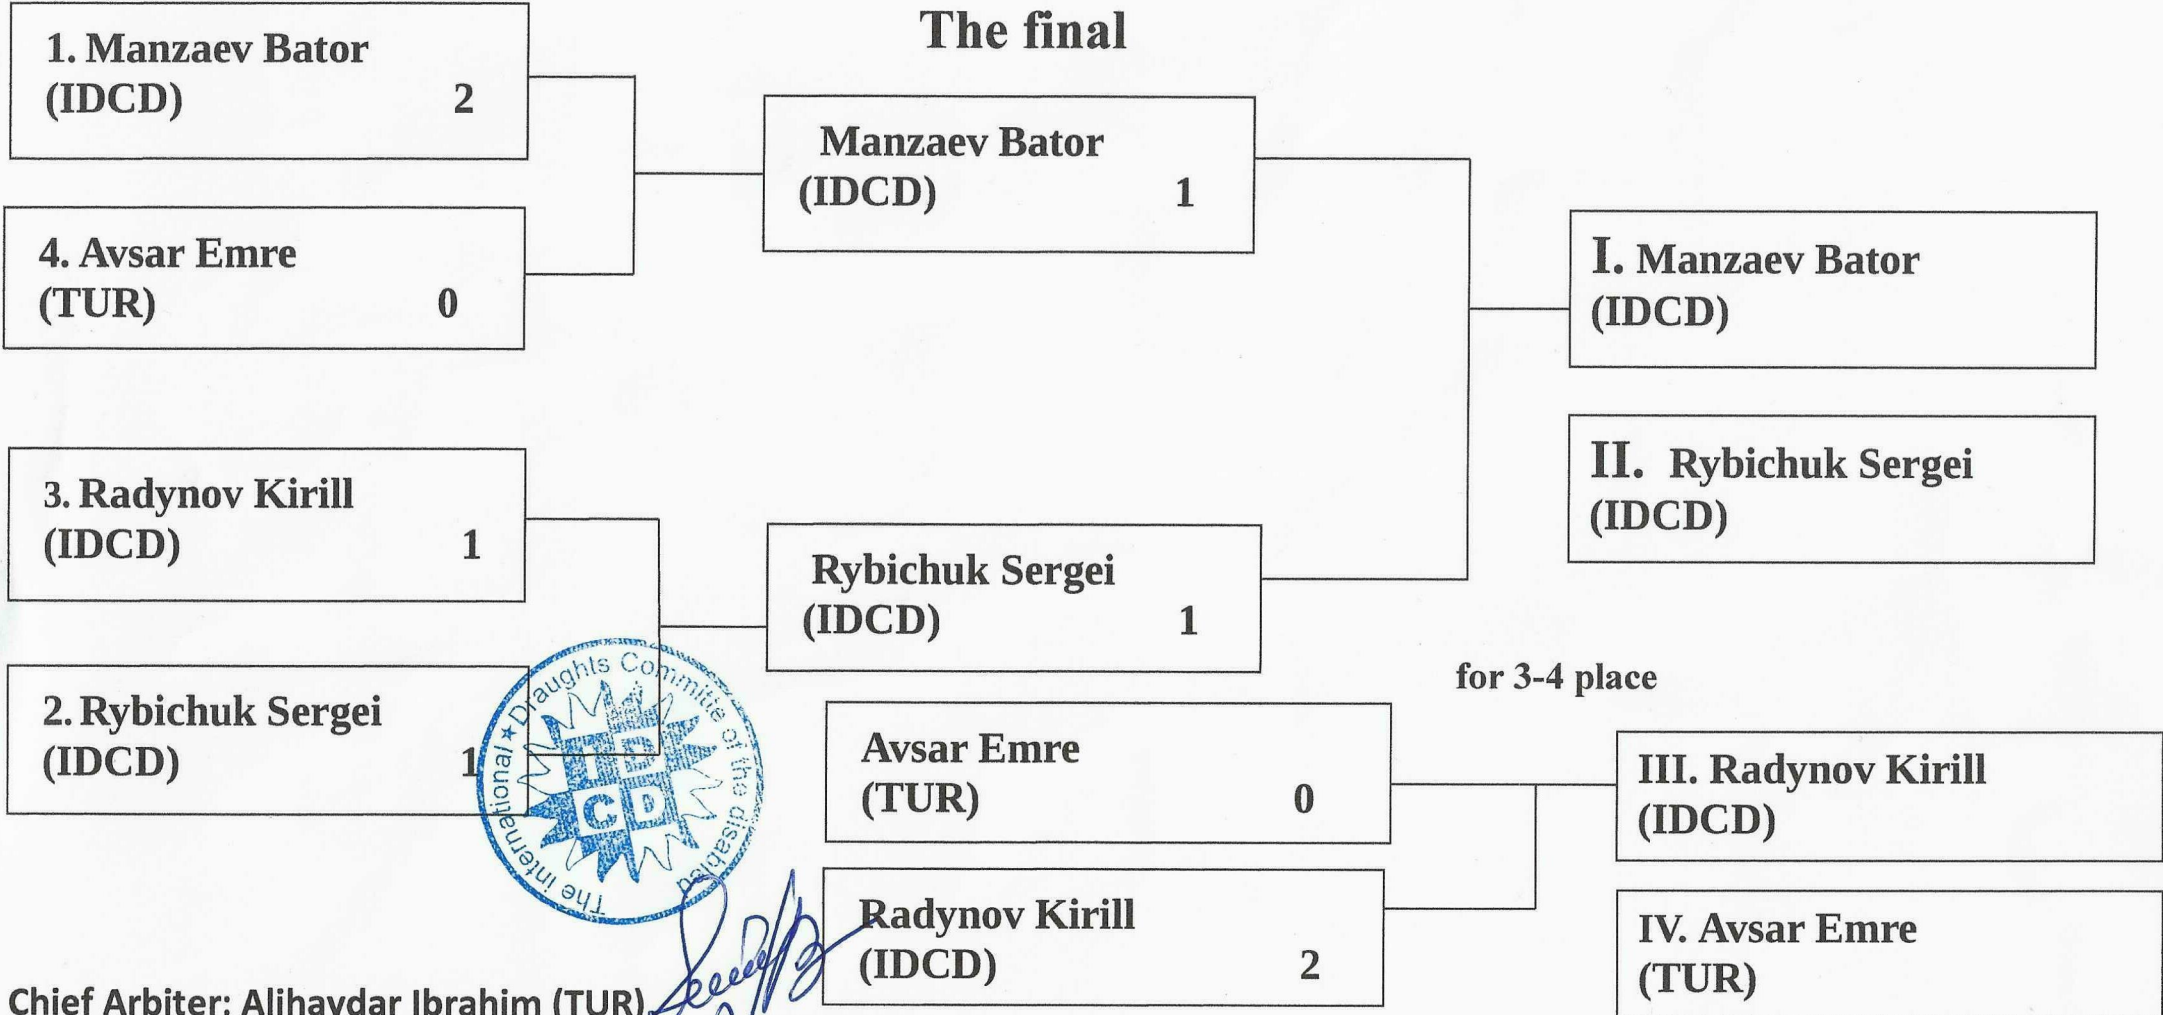 The final
1. Manzaev Bator
(IDCD) 2
4. Avsar Emre
(TUR) 0
Manzaev Bator
(IDCD) 1
I. Manzaev Bator
(IDCD)
II. Rybichuk Sergei
(IDCD)
3. Radynov Kirill
(IDCD) 1
2. Rybichuk Sergei
(IDCD) 1
Rybichuk Sergei
(IDCD) 1
for 3-4 place
Avsar Emre
(TUR) 0
Radynov Kirill
(IDCD) 2
III. Radynov Kirill
(IDCD)
IV. Avsar Emre
(TUR)
The international ★ Draughts Committe of the disabled
ID
CD
Chief Arbiter: Alihaydar Ibrahim (TUR)